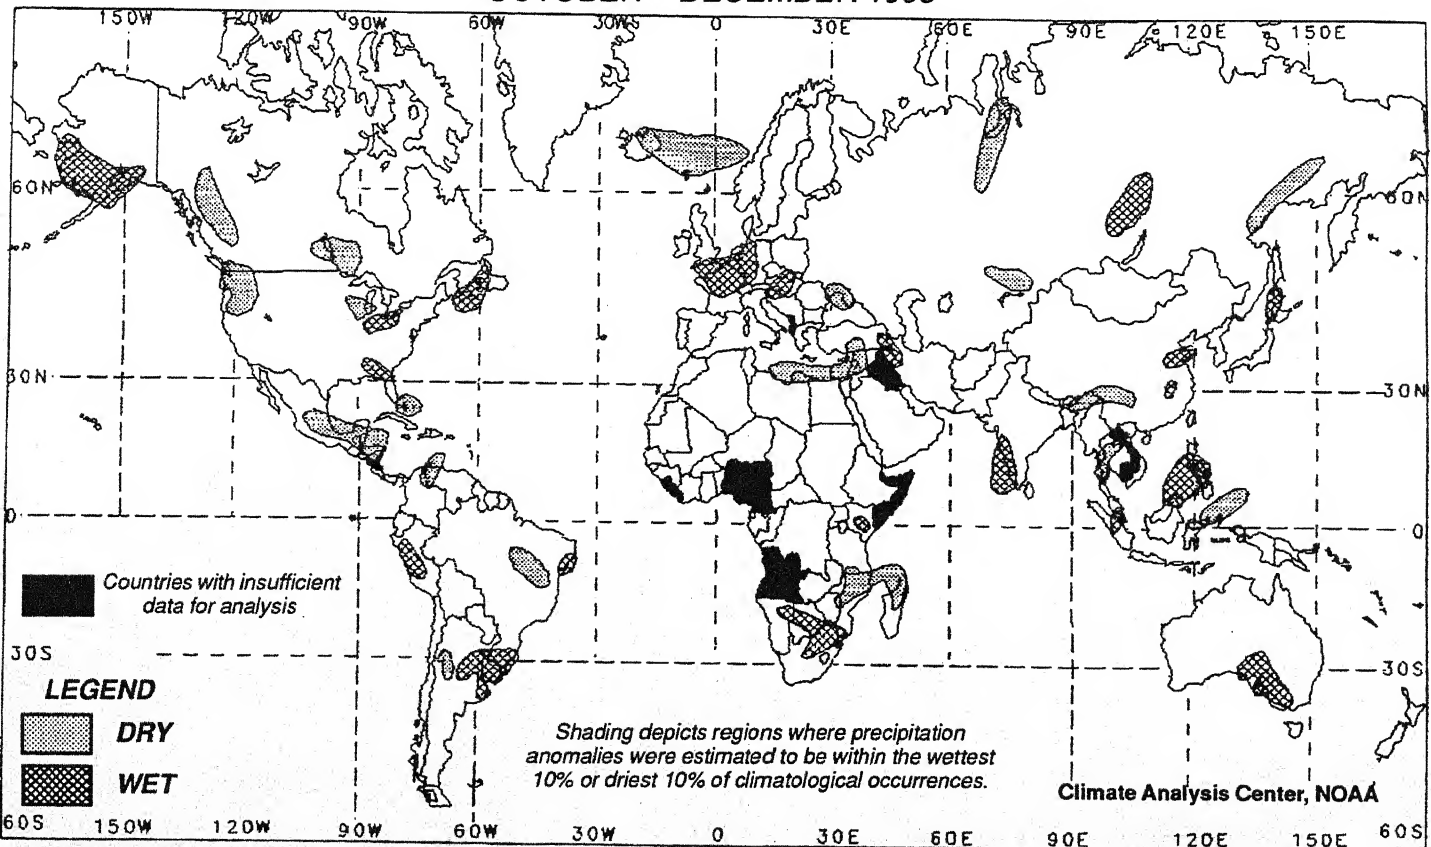 OCTOBER - DECEMBER
150W 120W 90W 60W 30W 0 30E 60E 90E 120E 150E
60N 60N
30N 30N
0 0
Countries with insufficient
data for analysis
30S 30S
LEGEND
DRY
WET
Shading depicts regions where precipitation
anomalies were estimated to be within the wettest
10% or driest 10% of climatological occurrences.
Climate Analysis Center, NOAA
60S 150W 120W 90W 60W 30W 0 30E 60E 90E 120E 150E 60S